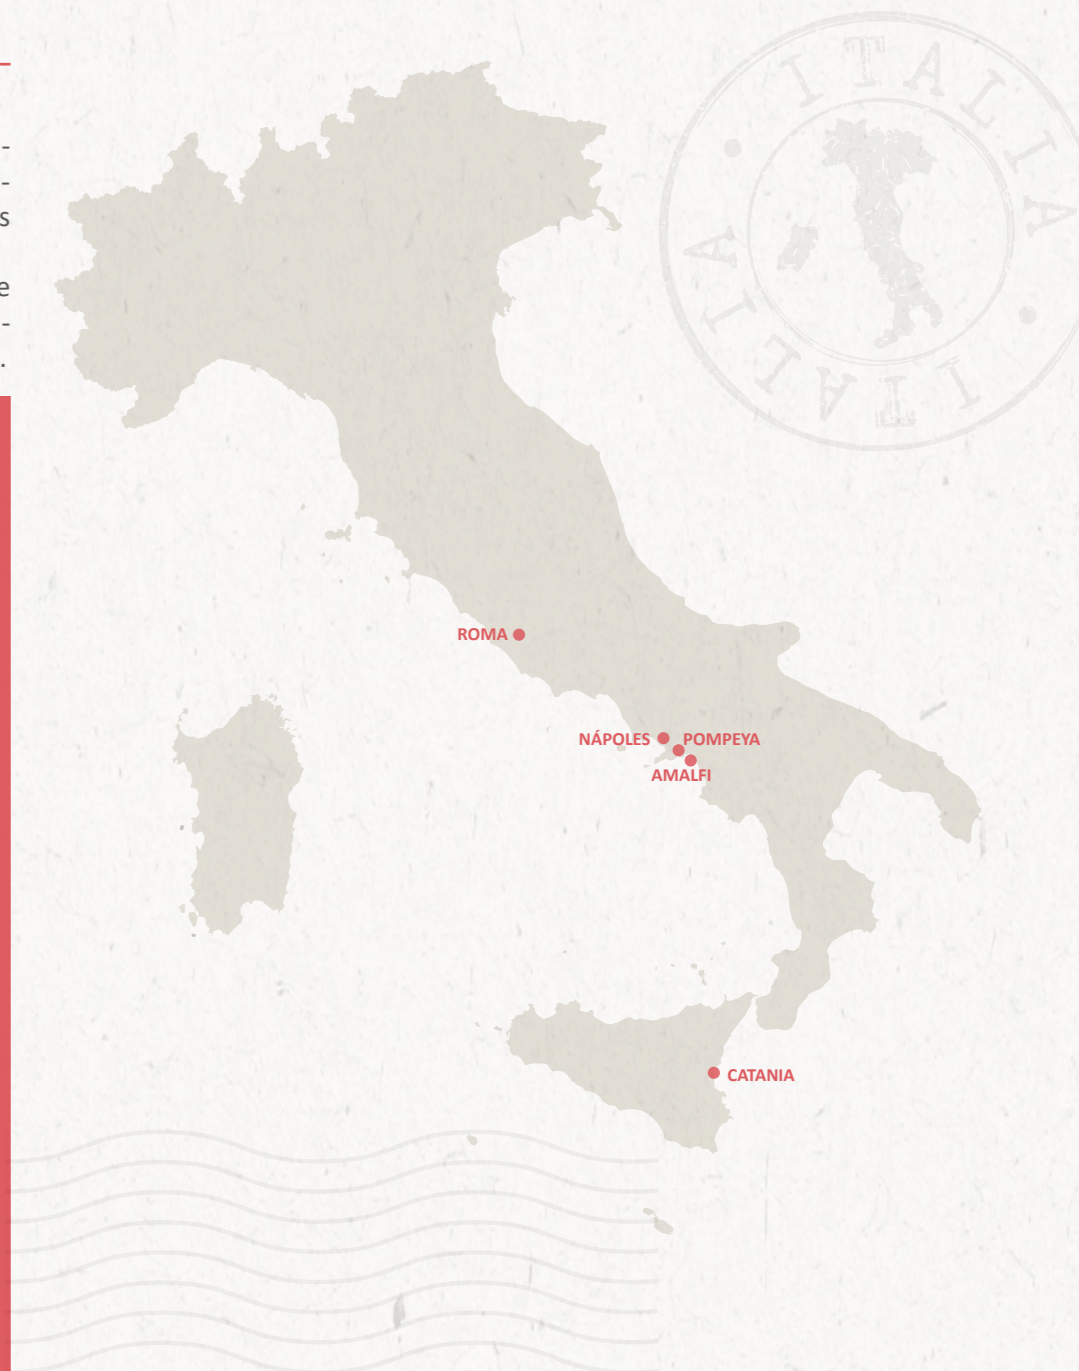 -
-
s
e
-
.
ITALIA
ITALIA
ROMA
NÁPOLES
POMPEYA
AMALFI
CATANIA